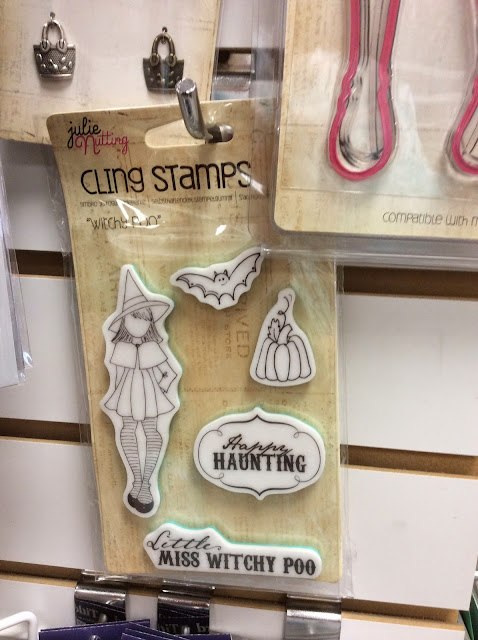 julie
Nutting
CLING STAMPS
"WITCHY POO"
COMPATIBLE WITH
Happy
HAUNTING
Little
MISS WITCHY POO